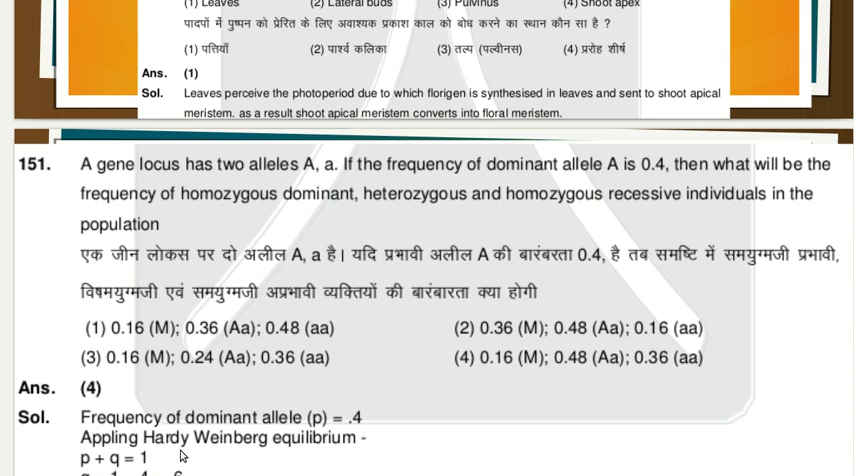 (1) Leaves (2) Lateral buds (3) Pulvinus (4) Shoot apex
पादपों में पुष्पन को प्रेरित के लिए अवाश्यक प्रकाश काल को बोध करने का स्थान कौन सा है ?
(1) पत्तियाँ (2) पार्श्व कलिका (3) तल्प (पल्वीनस) (4) प्ररोह शीर्ष
Ans. (1)
Sol. Leaves perceive the photoperiod due to which florigen is synthesised in leaves and sent to shoot apical
meristem. as a result shoot apical meristem converts into floral meristem.
151. A gene locus has two alleles A, a. If the frequency of dominant allele A is 0.4, then what will be the
frequency of homozygous dominant, heterozygous and homozygous recessive individuals in the
population
एक जीन लोकस पर दो अलील A, a है। यदि प्रभावी अलील A की बारंबरता 0.4, है तब समष्टि में समयुग्मजी प्रभावी,
विषमयुग्मजी एवं समयुग्मजी अप्रभावी व्यक्तियों की बारंबारता क्या होगी
(1) 0.16 (M); 0.36 (Aa); 0.48 (aa) (2) 0.36 (M); 0.48 (Aa); 0.16 (aa)
(3) 0.16 (M); 0.24 (Aa); 0.36 (aa) (4) 0.16 (M); 0.48 (Aa); 0.36 (aa)
Ans. (4)
Sol. Frequency of dominant allele (p) = .4
Appling Hardy Weinberg equilibrium -
p + q = 1